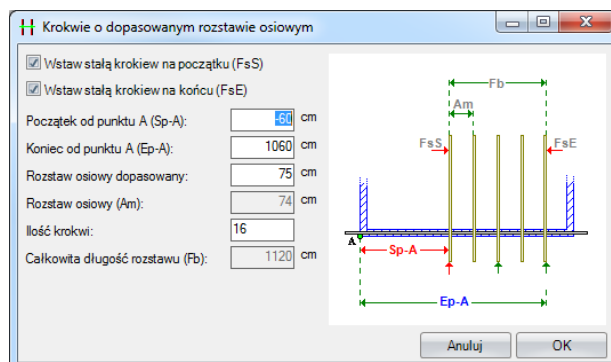 Krokwie o dopasowanym rozstawie osiowym
Wstaw stałą krokiew na początku (FsS)
Wstaw stałą krokiew na końcu (FsE)
Początek od punktu A (Sp-A): -60 cm
Koniec od punktu A (Ep-A): 1060 cm
Rozstaw osiowy dopasowany: 75 cm
Rozstaw osiowy (Am): 74 cm
Ilość krokwi: 16
Całkowita długość rozstawu (Fb): 1120 cm
Fb
Am
FsS
FsE
A
Sp-A
Ep-A
Anuluj
OK